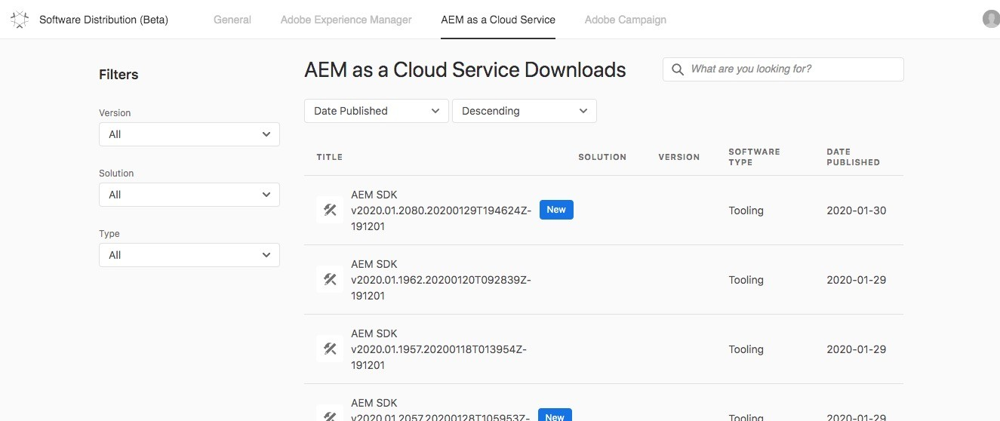 Software Distribution (Beta)
General
Adobe Experience Manager
AEM as a Cloud Service
Adobe Campaign
Filters
Version
All
Solution
All
Type
All
AEM as a Cloud Service Downloads
What are you looking for?
Date Published
Descending
TITLE
SOLUTION
VERSION
SOFTWARE
TYPE
DATE
PUBLISHED
AEM SDK
v2020.01.2080.20200129T194624Z-
191201
New
Tooling
2020-01-30
AEM SDK
v2020.01.1962.20200120T092839Z-
191201
Tooling
2020-01-29
AEM SDK
v2020.01.1957.20200118T013954Z-
191201
Tooling
2020-01-29
AEM SDK
v2020.01.2057.20200128T105953Z-
New
Tooling
2020-01-29